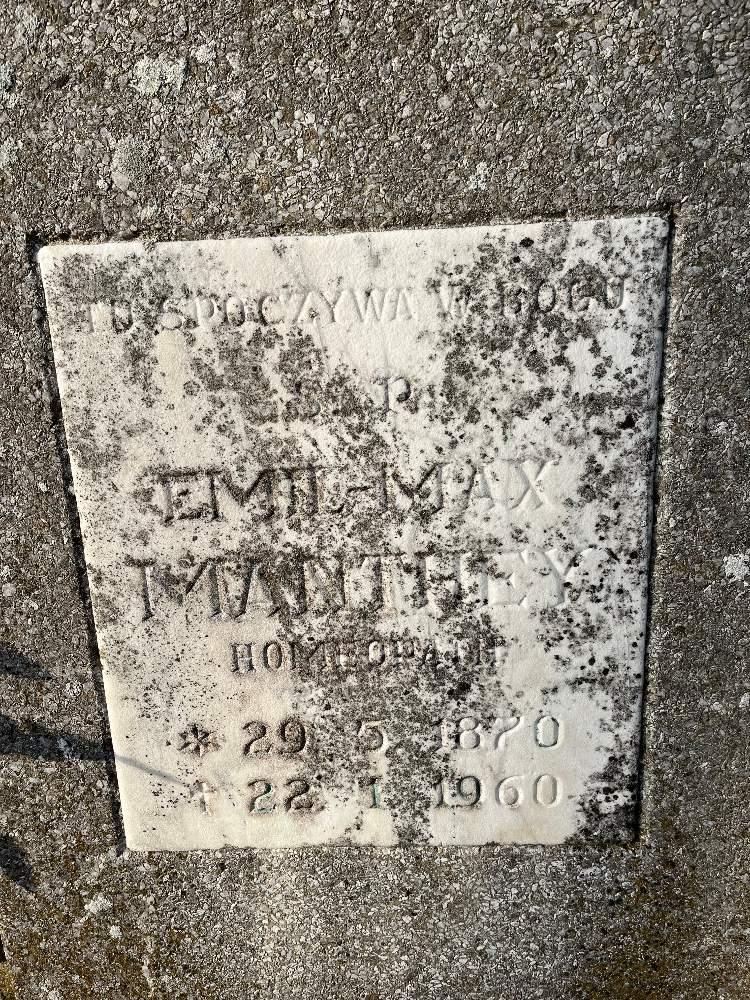 TU SPOCZYWA W BOGU
Ś. P.
EMIL-MAX
MANTHEY
HOMEOPATH
* 29 5 1870
† 22 1 1960